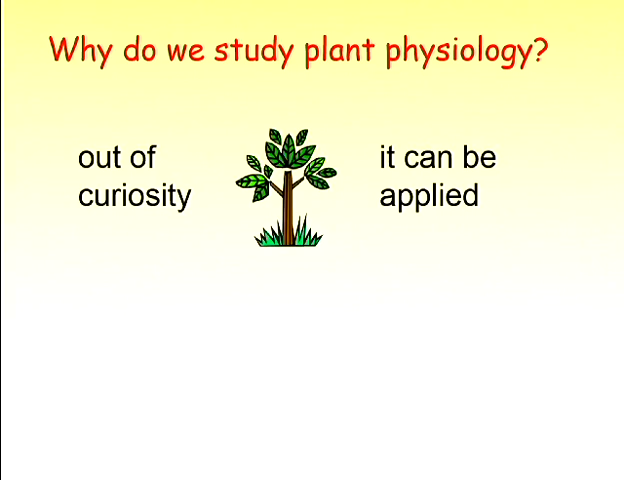 Why do we study plant physiology?
out of
curiosity
it can be
applied